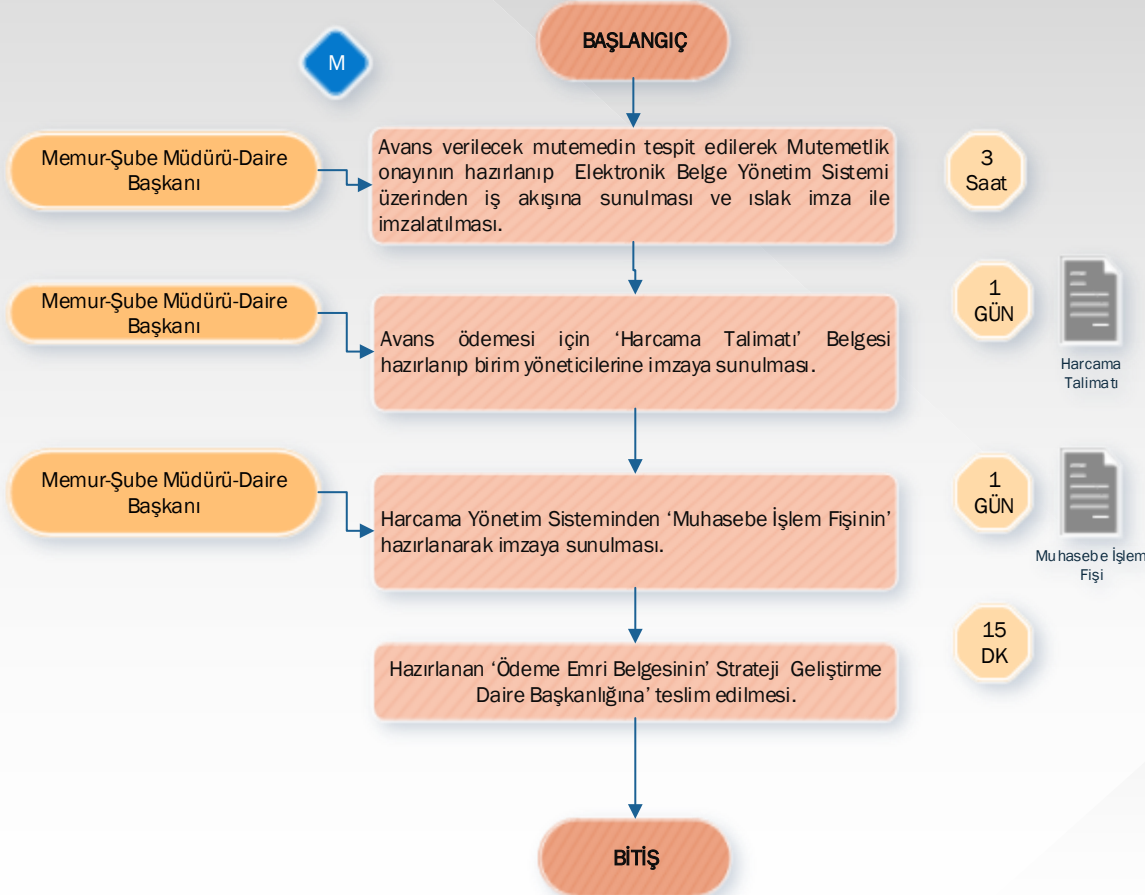 BAŞLANGIÇ
M
Memur-Şube Müdürü-Daire
Başkanı
Avans verilecek mutemedin tespit edilerek Mutemetlik
onayının hazırlanıp Elektronik Belge Yönetim Sistemi
üzerinden iş akışına sunulması ve ıslak imza ile
imzalatılması.
3
Saat
Memur-Şube Müdürü-Daire
Başkanı
Avans ödemesi için ‘Harcama Talimatı’ Belgesi
hazırlanıp birim yöneticilerine imzaya sunulması.
1
GÜN
Harcama
Talimatı
Memur-Şube Müdürü-Daire
Başkanı
Harcama Yönetim Sisteminden ‘Muhasebe İşlem Fişinin’
hazırlanarak imzaya sunulması.
1
GÜN
Muhasebe İşlem
Fişi
Hazırlanan ‘Ödeme Emri Belgesinin’ Strateji Geliştirme
Daire Başkanlığına’ teslim edilmesi.
15
DK
BİTİŞ